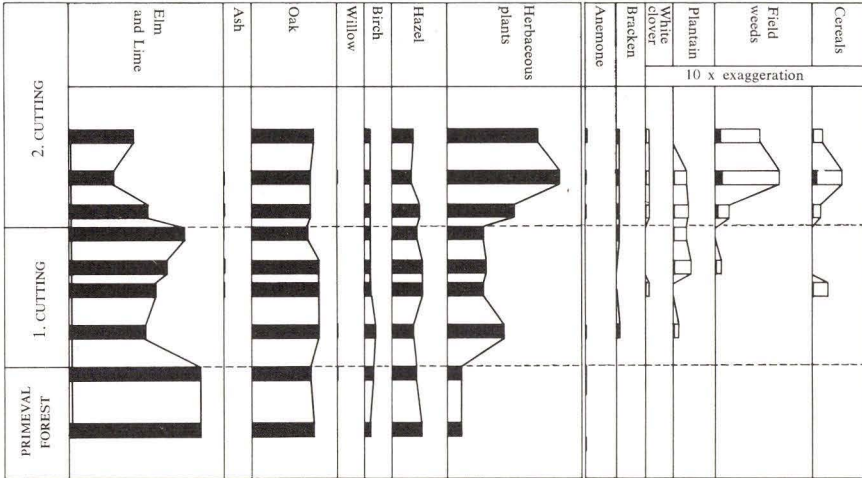 Elm
and Lime
Ash
Oak
Willow
Birch
Hazel
Herbaceous
plants
Anemone
Bracken
White
clover
Plantain
Field
weeds
Cereals
10 x exaggeration
2. CUTTING
1. CUTTING
PRIMEVAL
FOREST